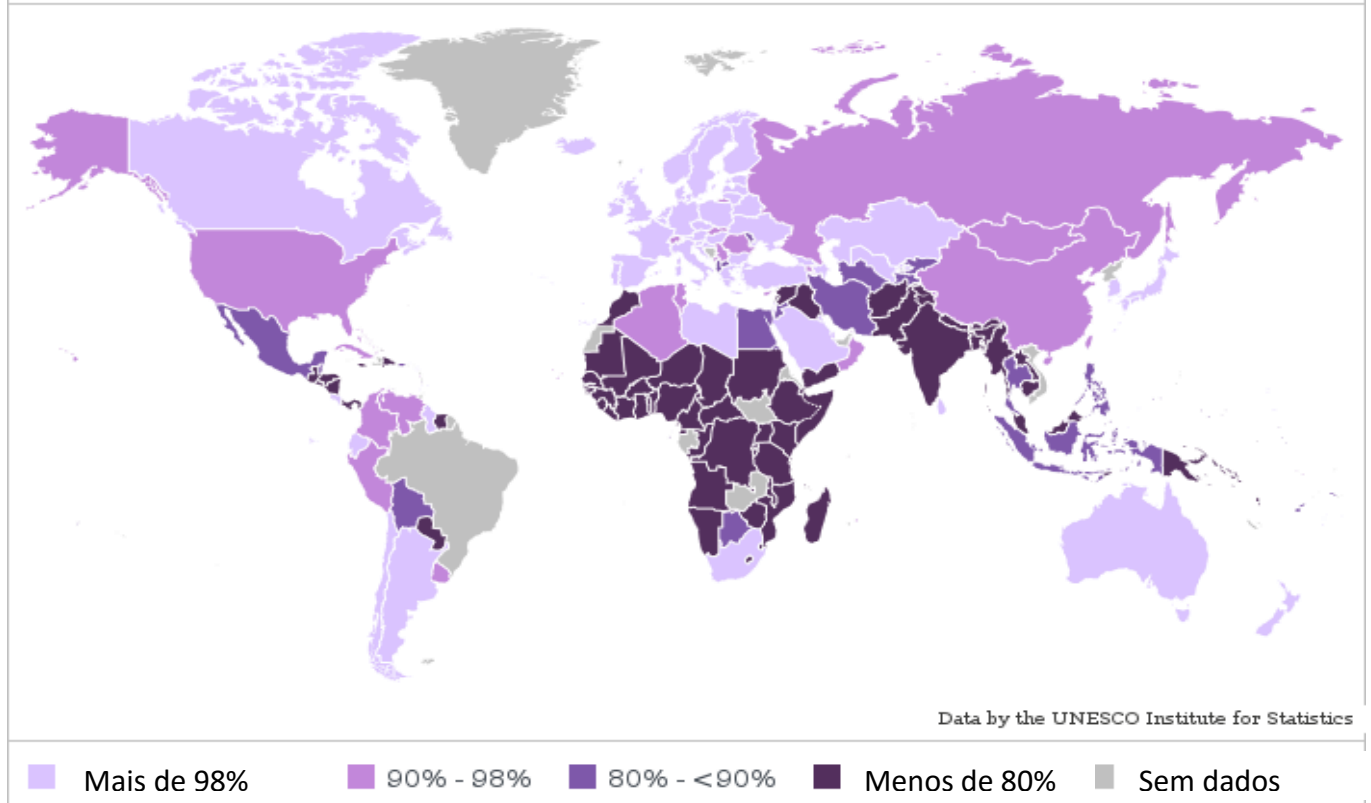 Data by the UNESCO Institute for Statistics
Mais de 98% 90% - 98% 80% - <90% Menos de 80% Sem dados